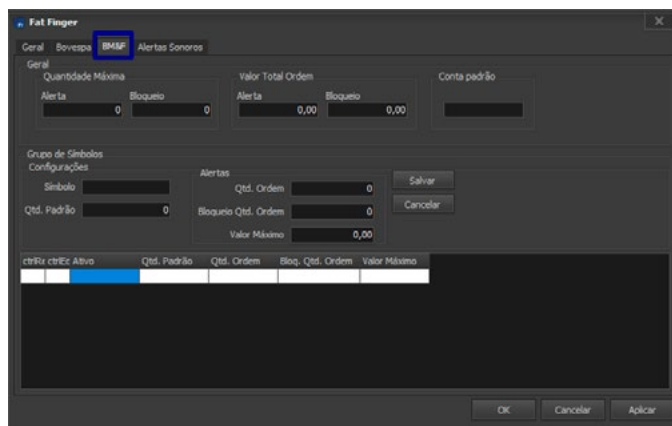 Fat Finger
Geral Bovespa BM&F Alertas Sonoros
Geral
Quantidade Máxima Valor Total Ordem Conta padrão
Alerta Bloqueio Alerta Bloqueio
0 0 0,00 0,00
Grupo de Símbolos
Configurações Alertas
Símbolo Qtd. Ordem 0 Salvar
Qtd. Padrão 0 Bloqueio Qtd. Ordem 0 Cancelar
Valor Máximo 0,00
ctrlRe ctrlEc Ativo Qtd. Padrão Qtd. Ordem Bloq. Qtd. Ordem Valor Máximo
OK Cancelar Aplicar